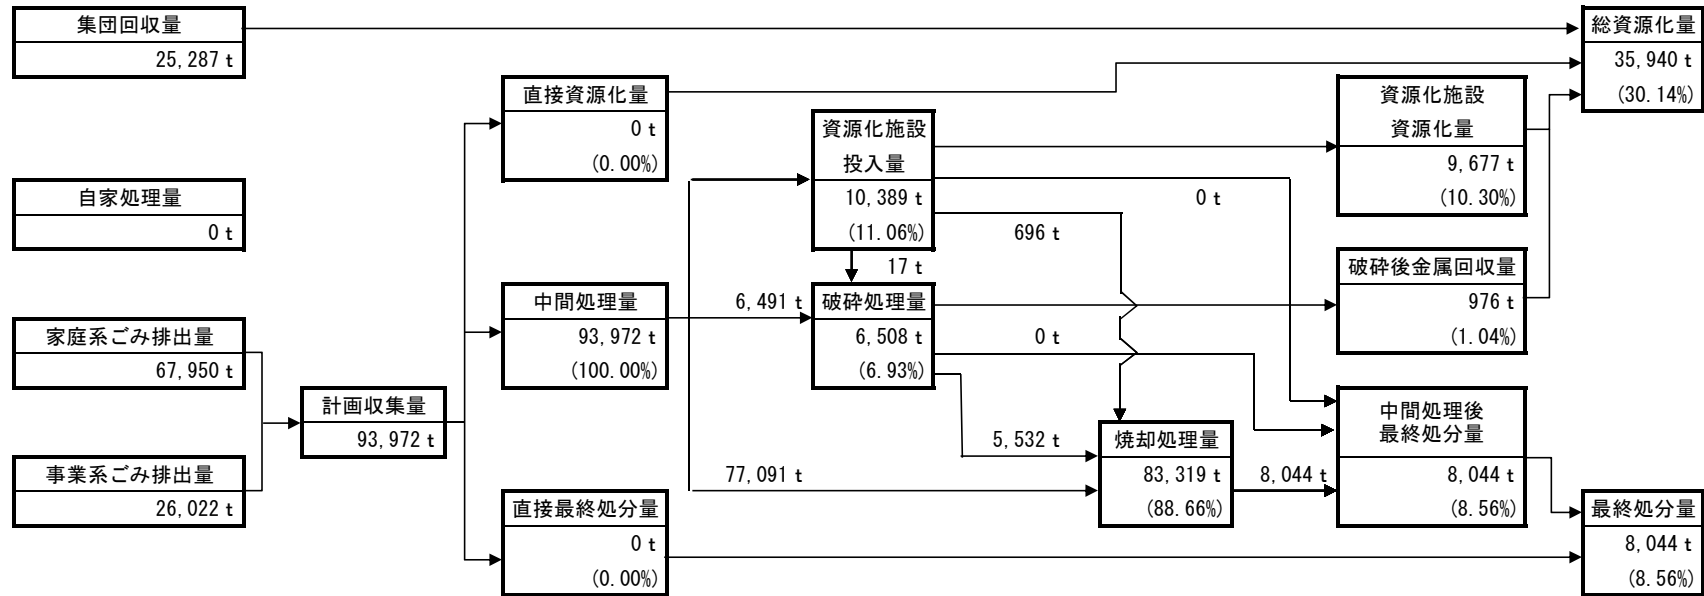 集団回収量
25,287 t
自家処理量
0 t
家庭系ごみ排出量
67,950 t
事業系ごみ排出量
26,022 t
計画収集量
93,972 t
直接資源化量
0 t
(0.00%)
中間処理量
93,972 t
(100.00%)
直接最終処分量
0 t
(0.00%)
6,491 t
77,091 t
資源化施設
投入量
10,389 t
(11.06%)
17 t
破砕処理量
6,508 t
(6.93%)
0 t
696 t
0 t
5,532 t
焼却処理量
83,319 t
(88.66%)
8,044 t
資源化施設
資源化量
9,677 t
(10.30%)
破砕後金属回収量
976 t
(1.04%)
中間処理後
最終処分量
8,044 t
(8.56%)
総資源化量
35,940 t
(30.14%)
最終処分量
8,044 t
(8.56%)